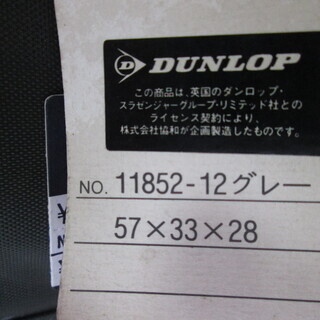 DUNLOP
この商品は、英国のダンロップ・
スラゼンジャーグループ・リミテッド社との
ライセンス契約により、
株式会社協和が企画製造したものです。
NO. 11852-12グレー
57×33×28
¥
N